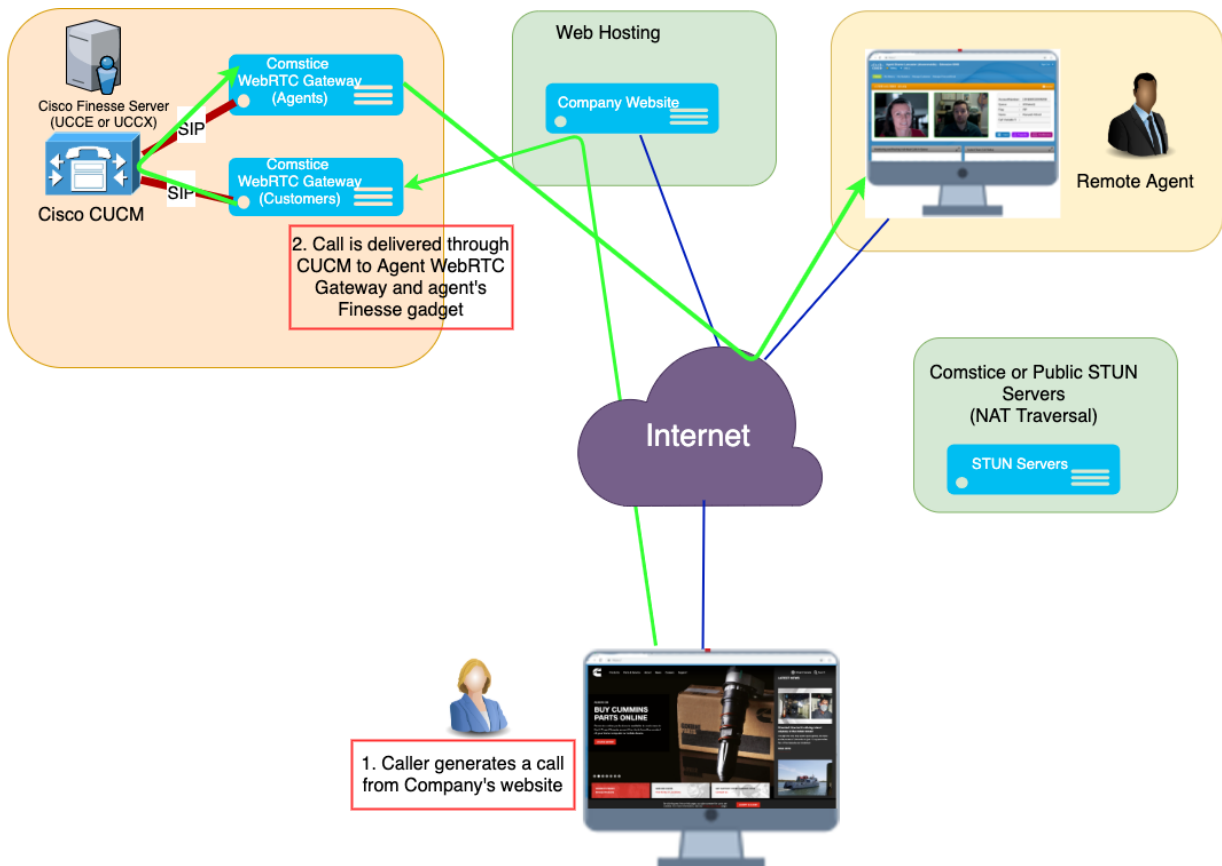 Comstice
WebRTC Gateway
(Agents)
Cisco Finesse Server
(UCCE or UCCX)
SIP
Comstice
WebRTC Gateway
(Customers)
SIP
Cisco CUCM
2. Call is delivered through
CUCM to Agent WebRTC
Gateway and agent's
Finesse gadget
Web Hosting
Company Website
Remote Agent
Comstice or Public STUN
Servers
(NAT Traversal)
STUN Servers
Internet
1. Caller generates a call
from Company's website
BUY CUMMINS
PARTS ONLINE
LATEST NEWS